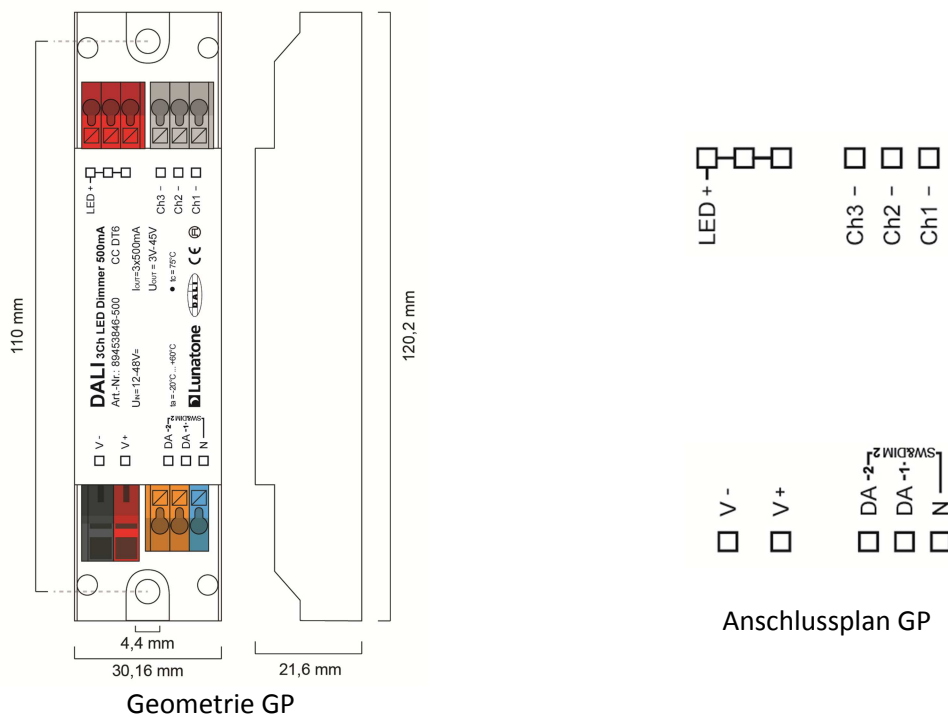 LED +
Ch3 -
Ch2 -
Ch1 -
DALI 3Ch LED Dimmer 500mA
Art.-Nr.: 89453846-500 CC DT6
UIN=12-48V= IOUT=3x500mA
UOUT = 3V-45V
ta = -20°C ... +60°C • tc = 75°C
Lunatone DALI CE
V -
V +
DA -2-
DA -1-
N
SW&DIM 2
110 mm
120,2 mm
4,4 mm
30,16 mm
21,6 mm
Geometrie GP
LED +
Ch3 -
Ch2 -
Ch1 -
V -
V +
DA -2-
DA -1-
N
SW&DIM 2
Anschlussplan GP